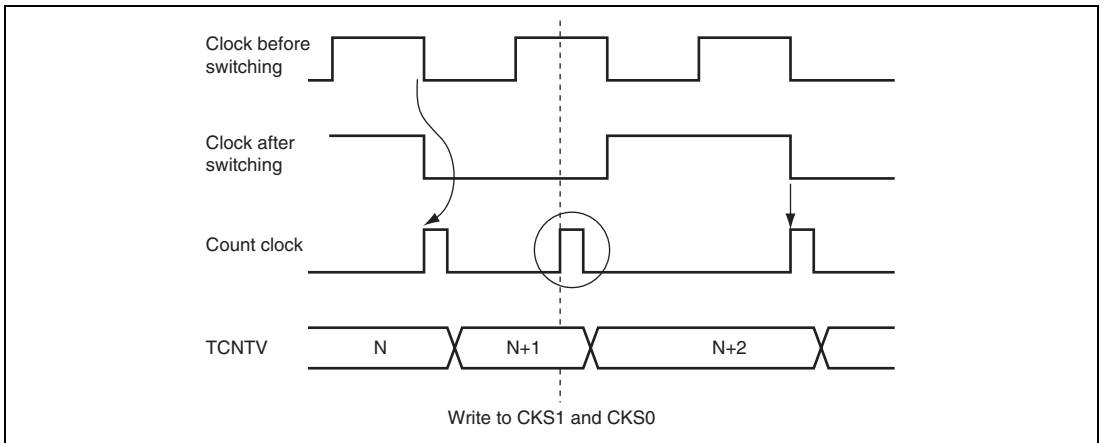 Clock before
switching
Clock after
switching
Count clock
TCNTV
N
N+1
N+2
Write to CKS1 and CKS0